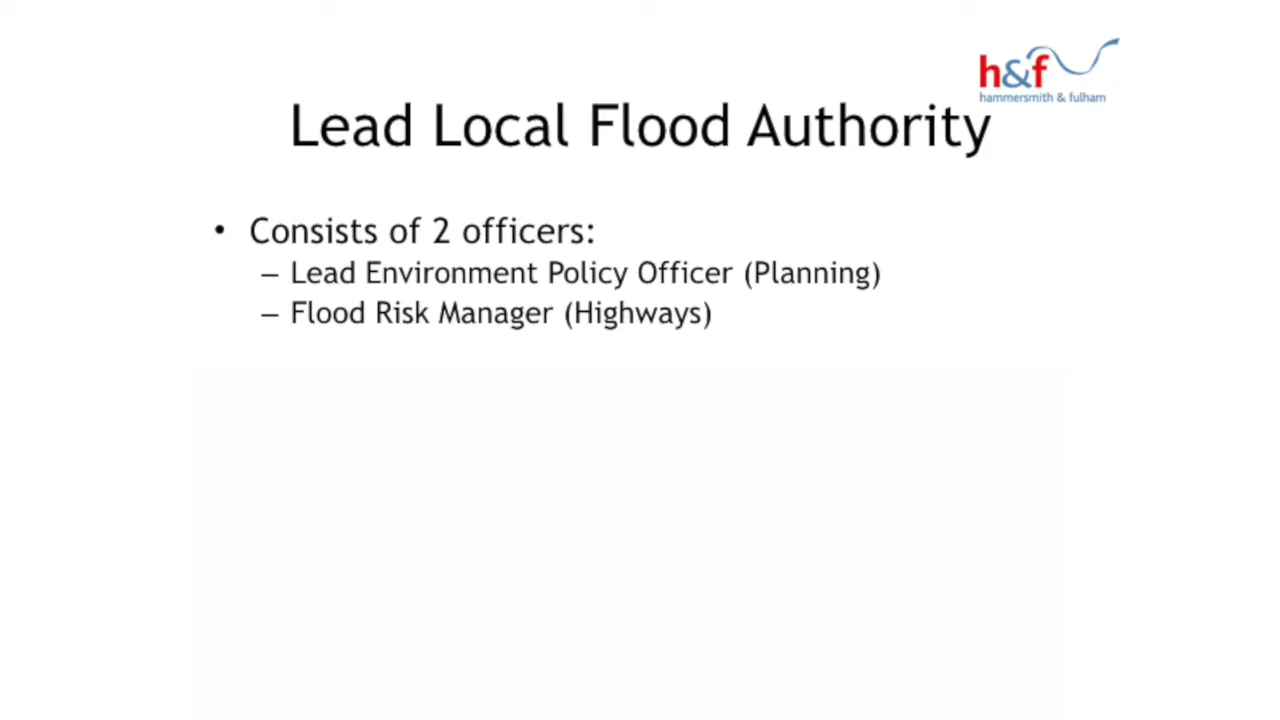 h&f
hammersmith & fulham
Lead Local Flood Authority
• Consists of 2 officers:
– Lead Environment Policy Officer (Planning)
– Flood Risk Manager (Highways)